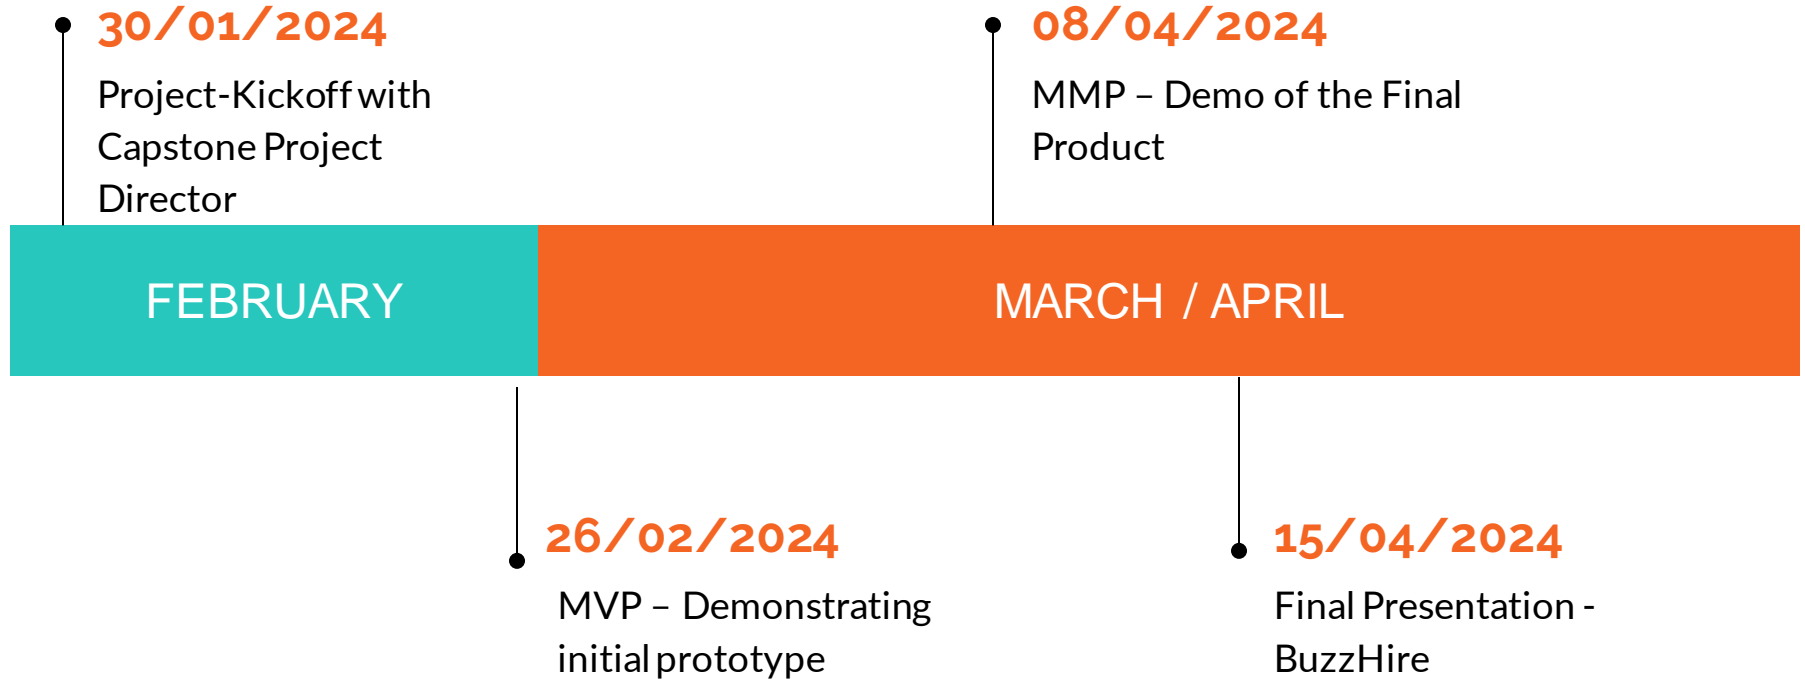 30/01/2024
Project-Kickoff with
Capstone Project
Director
08/04/2024
MMP – Demo of the Final
Product
FEBRUARY
MARCH / APRIL
26/02/2024
MVP – Demonstrating
initial prototype
15/04/2024
Final Presentation -
BuzzHire